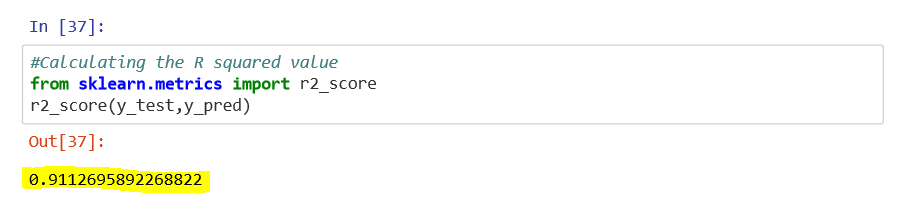 In [37]:
#Calculating the R squared value
from sklearn.metrics import r2_score
r2_score(y_test,y_pred)
Out[37]:
0.9112695892268822